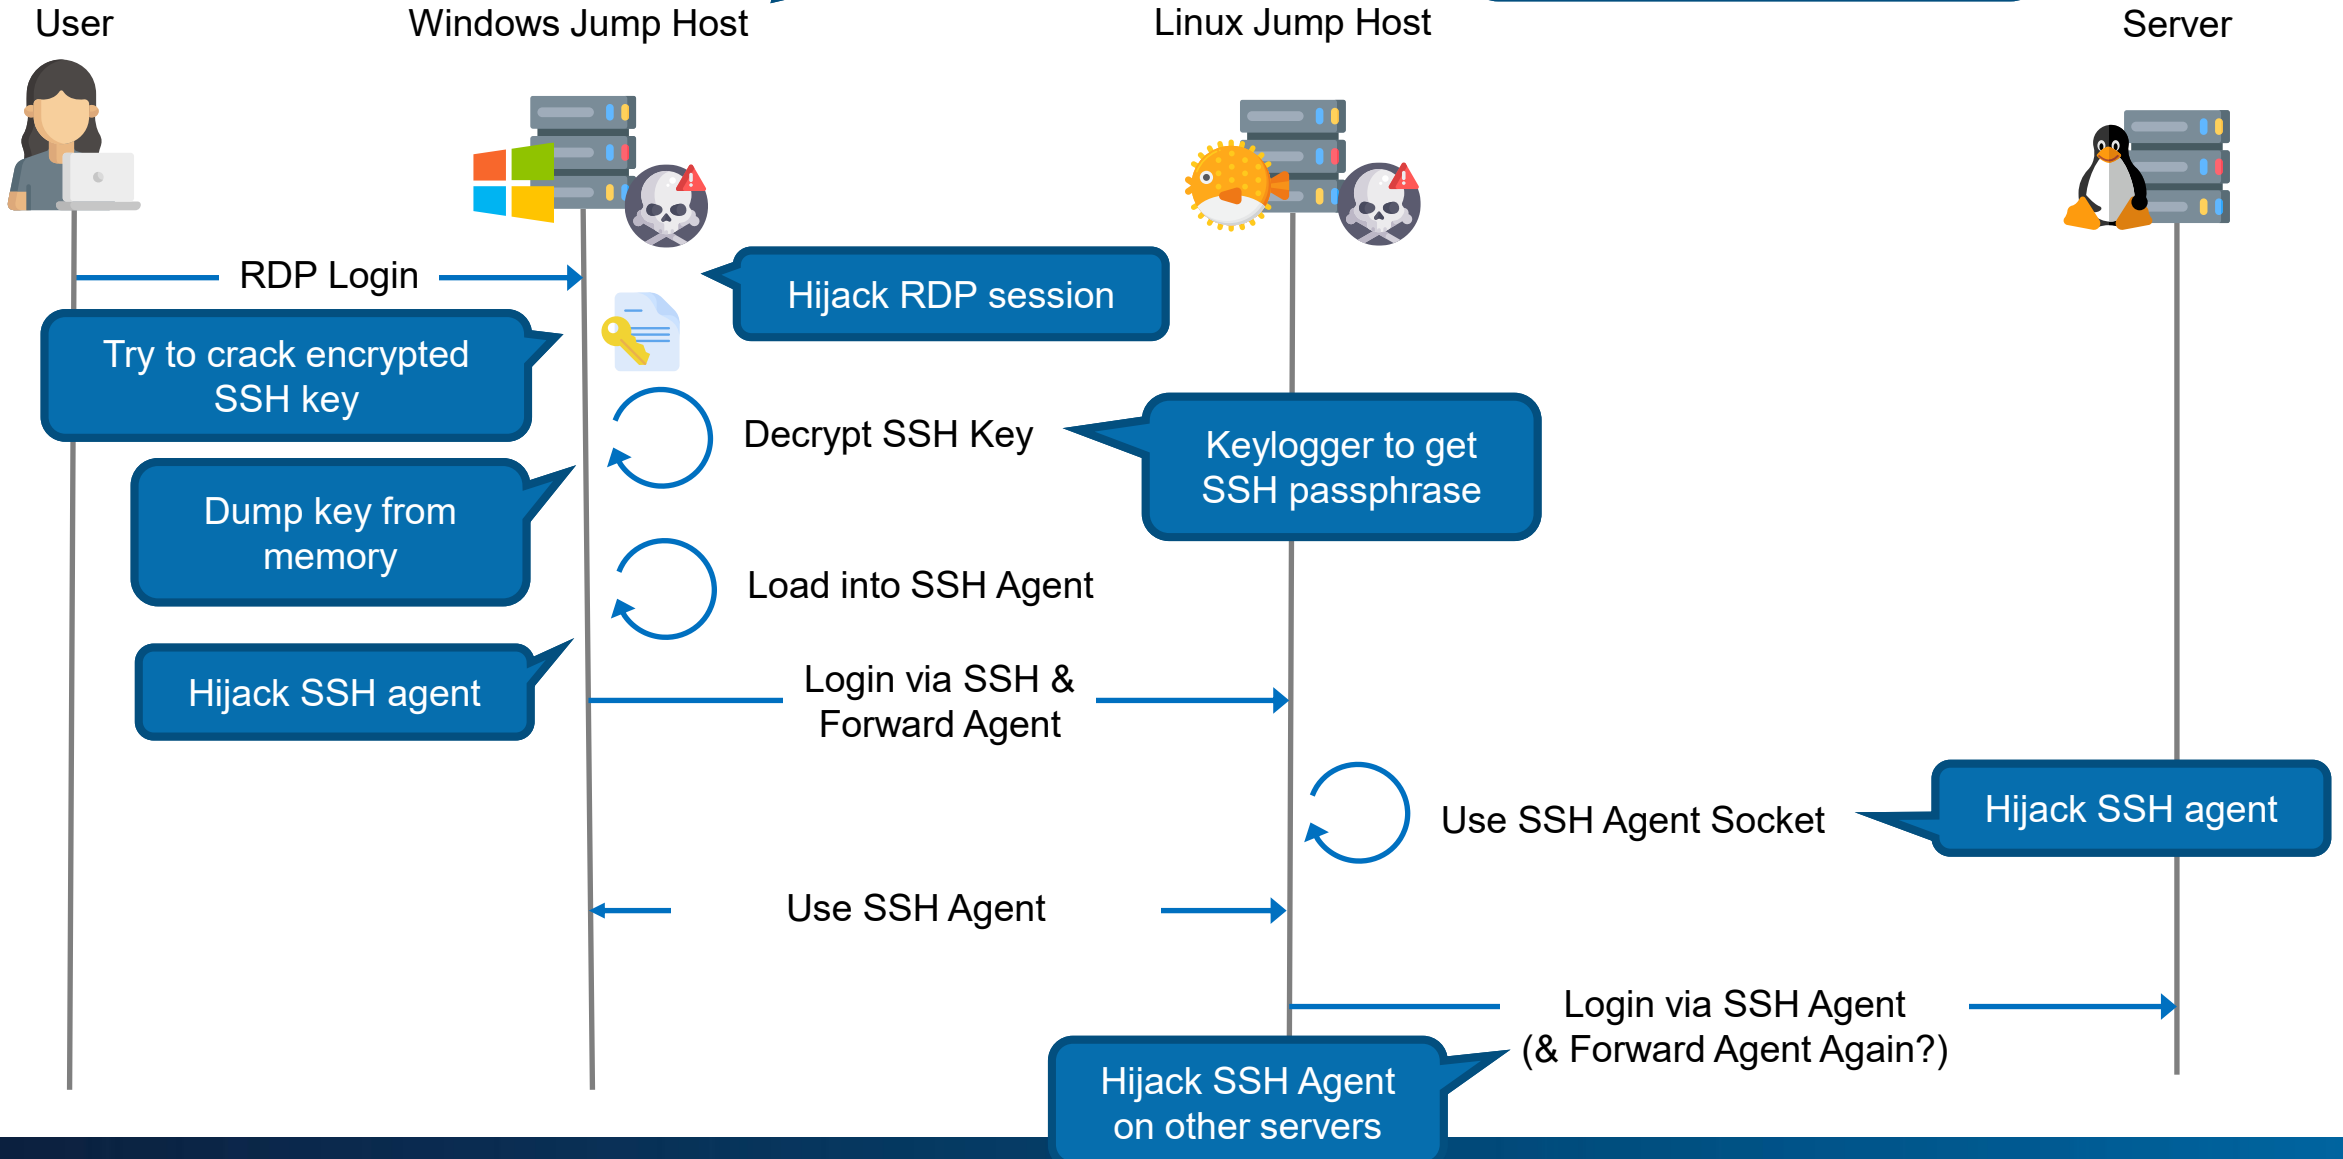 User
Windows Jump Host
Linux Jump Host
Server
RDP Login
Hijack RDP session
Try to crack encrypted
SSH key
Decrypt SSH Key
Keylogger to get
SSH passphrase
Dump key from
memory
Load into SSH Agent
Hijack SSH agent
Login via SSH &
Forward Agent
Use SSH Agent Socket
Hijack SSH agent
Use SSH Agent
Login via SSH Agent
(& Forward Agent Again?)
Hijack SSH Agent
on other servers